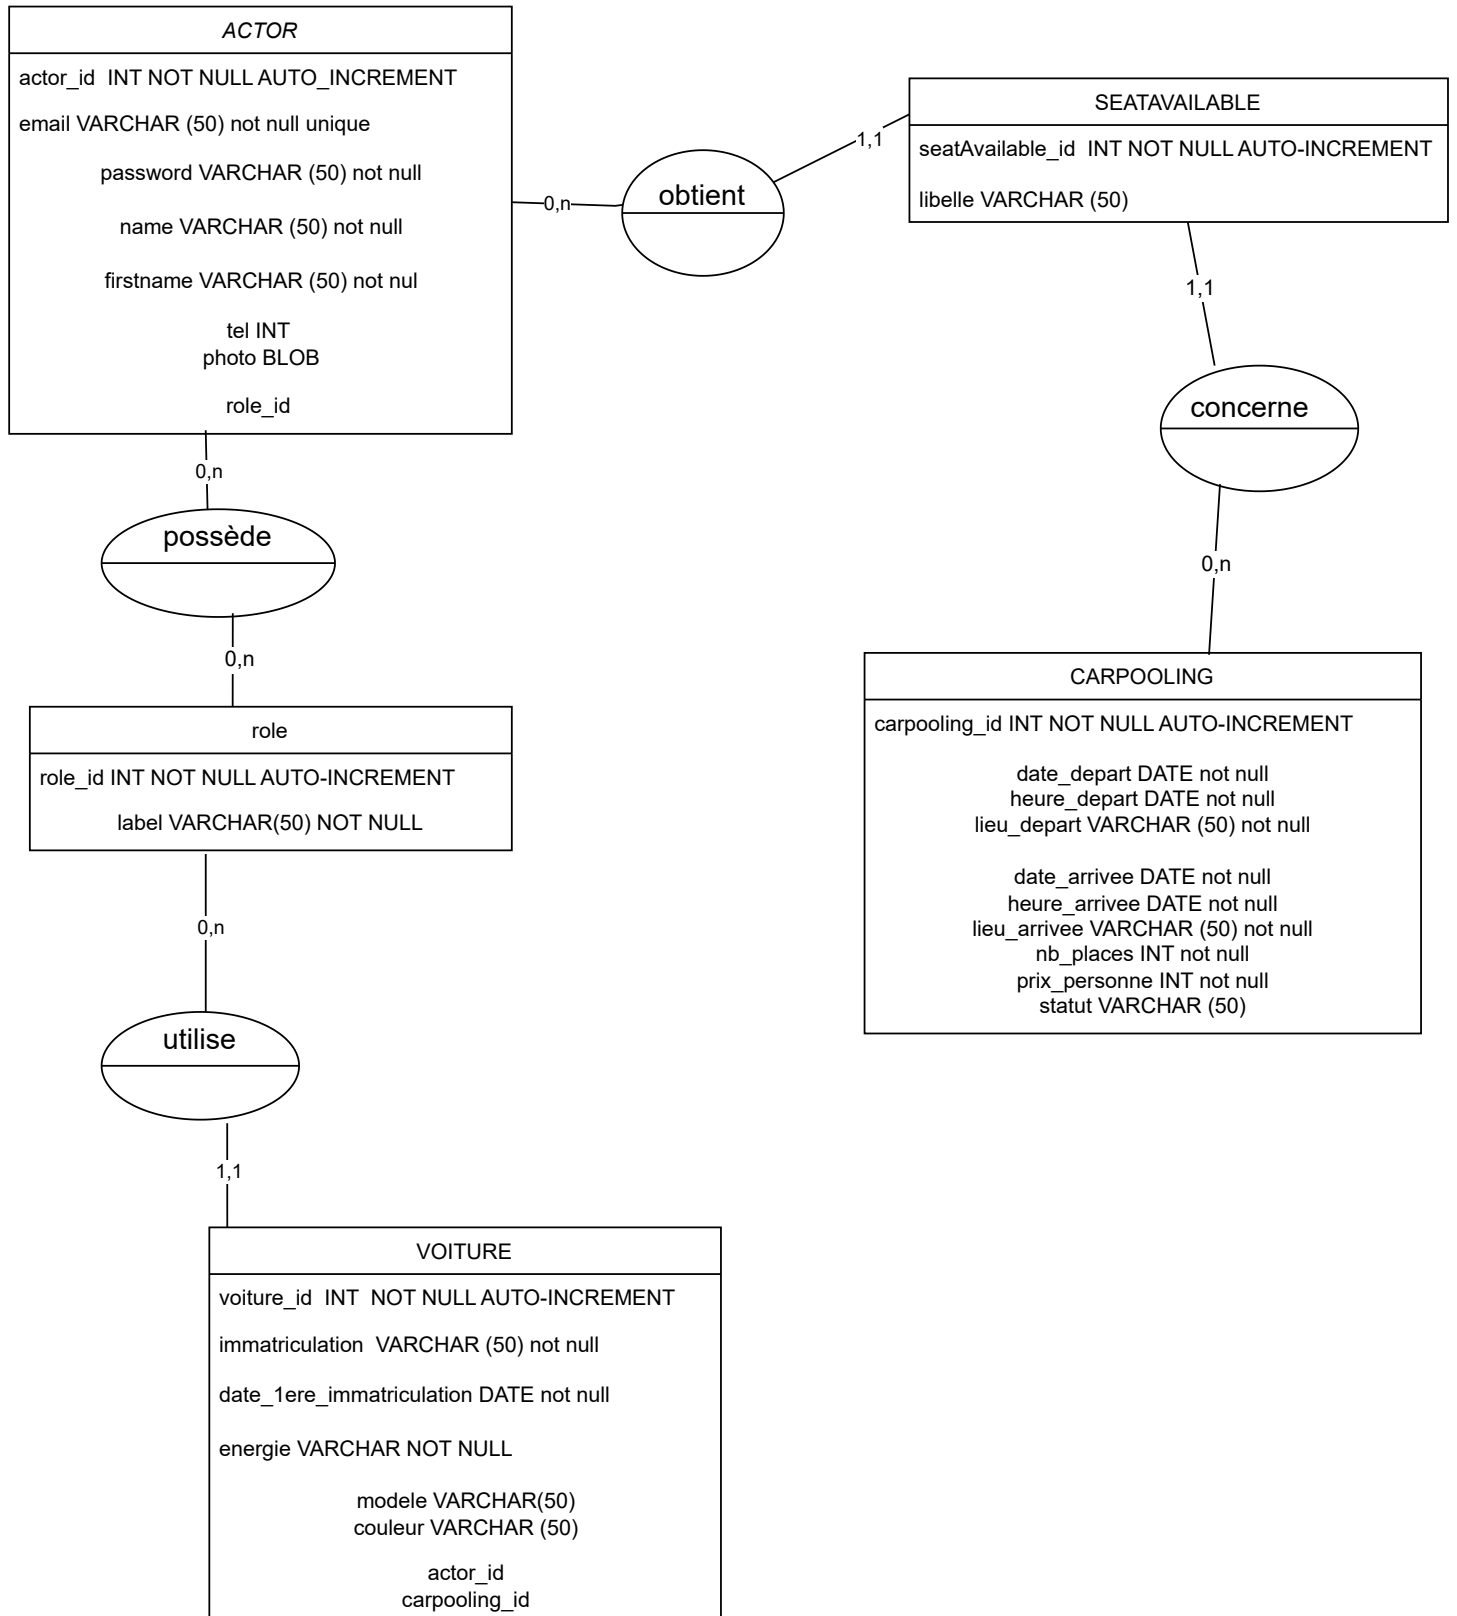 ACTOR
actor_id  INT NOT NULL AUTO_INCREMENT
email VARCHAR (50) not null unique
password VARCHAR (50) not null
name VARCHAR (50) not null
firstname VARCHAR (50) not nul
tel INT
photo BLOB
role_id
0,n
obtient
1,1
SEATAVAILABLE
seatAvailable_id  INT NOT NULL AUTO-INCREMENT
libelle VARCHAR (50)
1,1
concerne
0,n
CARPOOLING
carpooling_id INT NOT NULL AUTO-INCREMENT
date_depart DATE not null
heure_depart DATE not null
lieu_depart VARCHAR (50) not null
date_arrivee DATE not null
heure_arrivee DATE not null
lieu_arrivee VARCHAR (50) not null
nb_places INT not null
prix_personne INT not null
statut VARCHAR (50)
0,n
possède
0,n
role
role_id INT NOT NULL AUTO-INCREMENT
label VARCHAR(50) NOT NULL
0,n
utilise
1,1
VOITURE
voiture_id  INT  NOT NULL AUTO-INCREMENT
immatriculation  VARCHAR (50) not null
date_1ere_immatriculation DATE not null
energie VARCHAR NOT NULL
modele VARCHAR(50)
couleur VARCHAR (50)
actor_id
carpooling_id